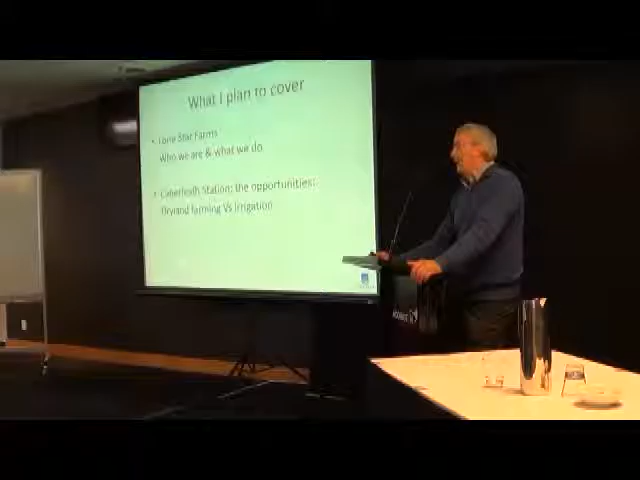 What I plan to cover
• Lone Star Farms
Who we are & what we do
• Caberfeidh Station; the opportunities:
Dryland farming Vs Irrigation